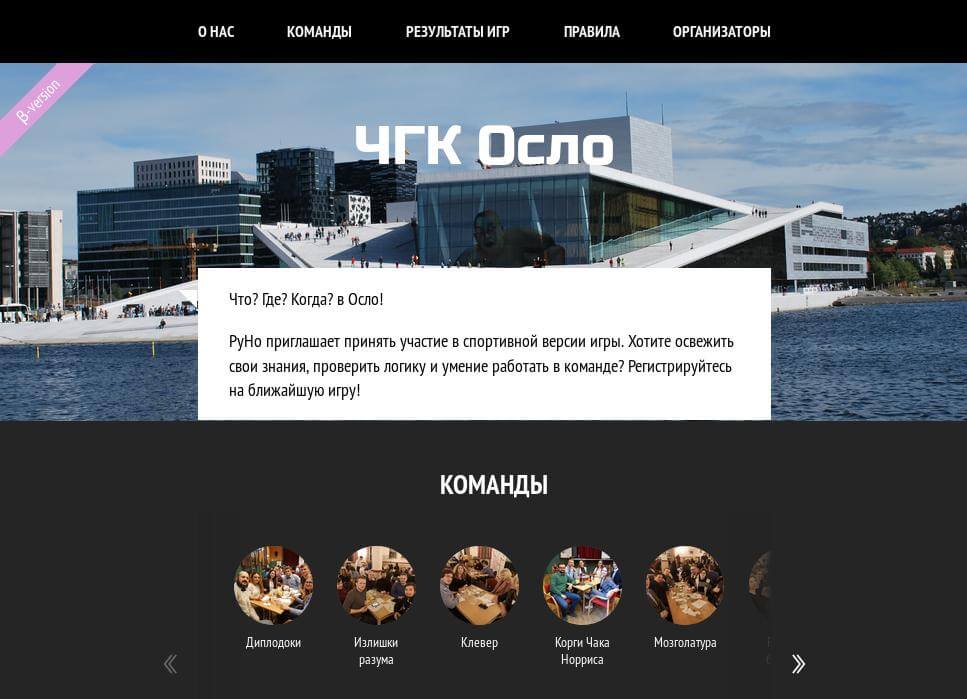 О НАС КОМАНДЫ РЕЗУЛЬТАТЫ ИГР ПРАВИЛА ОРГАНИЗАТОРЫ
β-version
ЧГК Осло
Что? Где? Когда? в Осло!
РуНо приглашает принять участие в спортивной версии игры. Хотите освежить
свои знания, проверить логику и умение работать в команде? Регистрируйтесь
на ближайшую игру!
КОМАНДЫ
Диплодоки
Излишки
разума
Клевер
Корги Чака
Норриса
Мозголатура